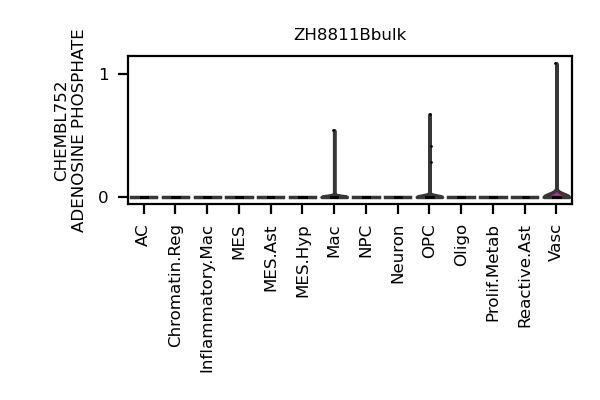 ZH8811Bbulk
CHEMBL752
ADENOSINE PHOSPHATE
1
0
AC
Chromatin.Reg
Inflammatory.Mac
MES
MES.Ast
MES.Hyp
Mac
NPC
Neuron
OPC
Oligo
Prolif.Metab
Reactive.Ast
Vasc